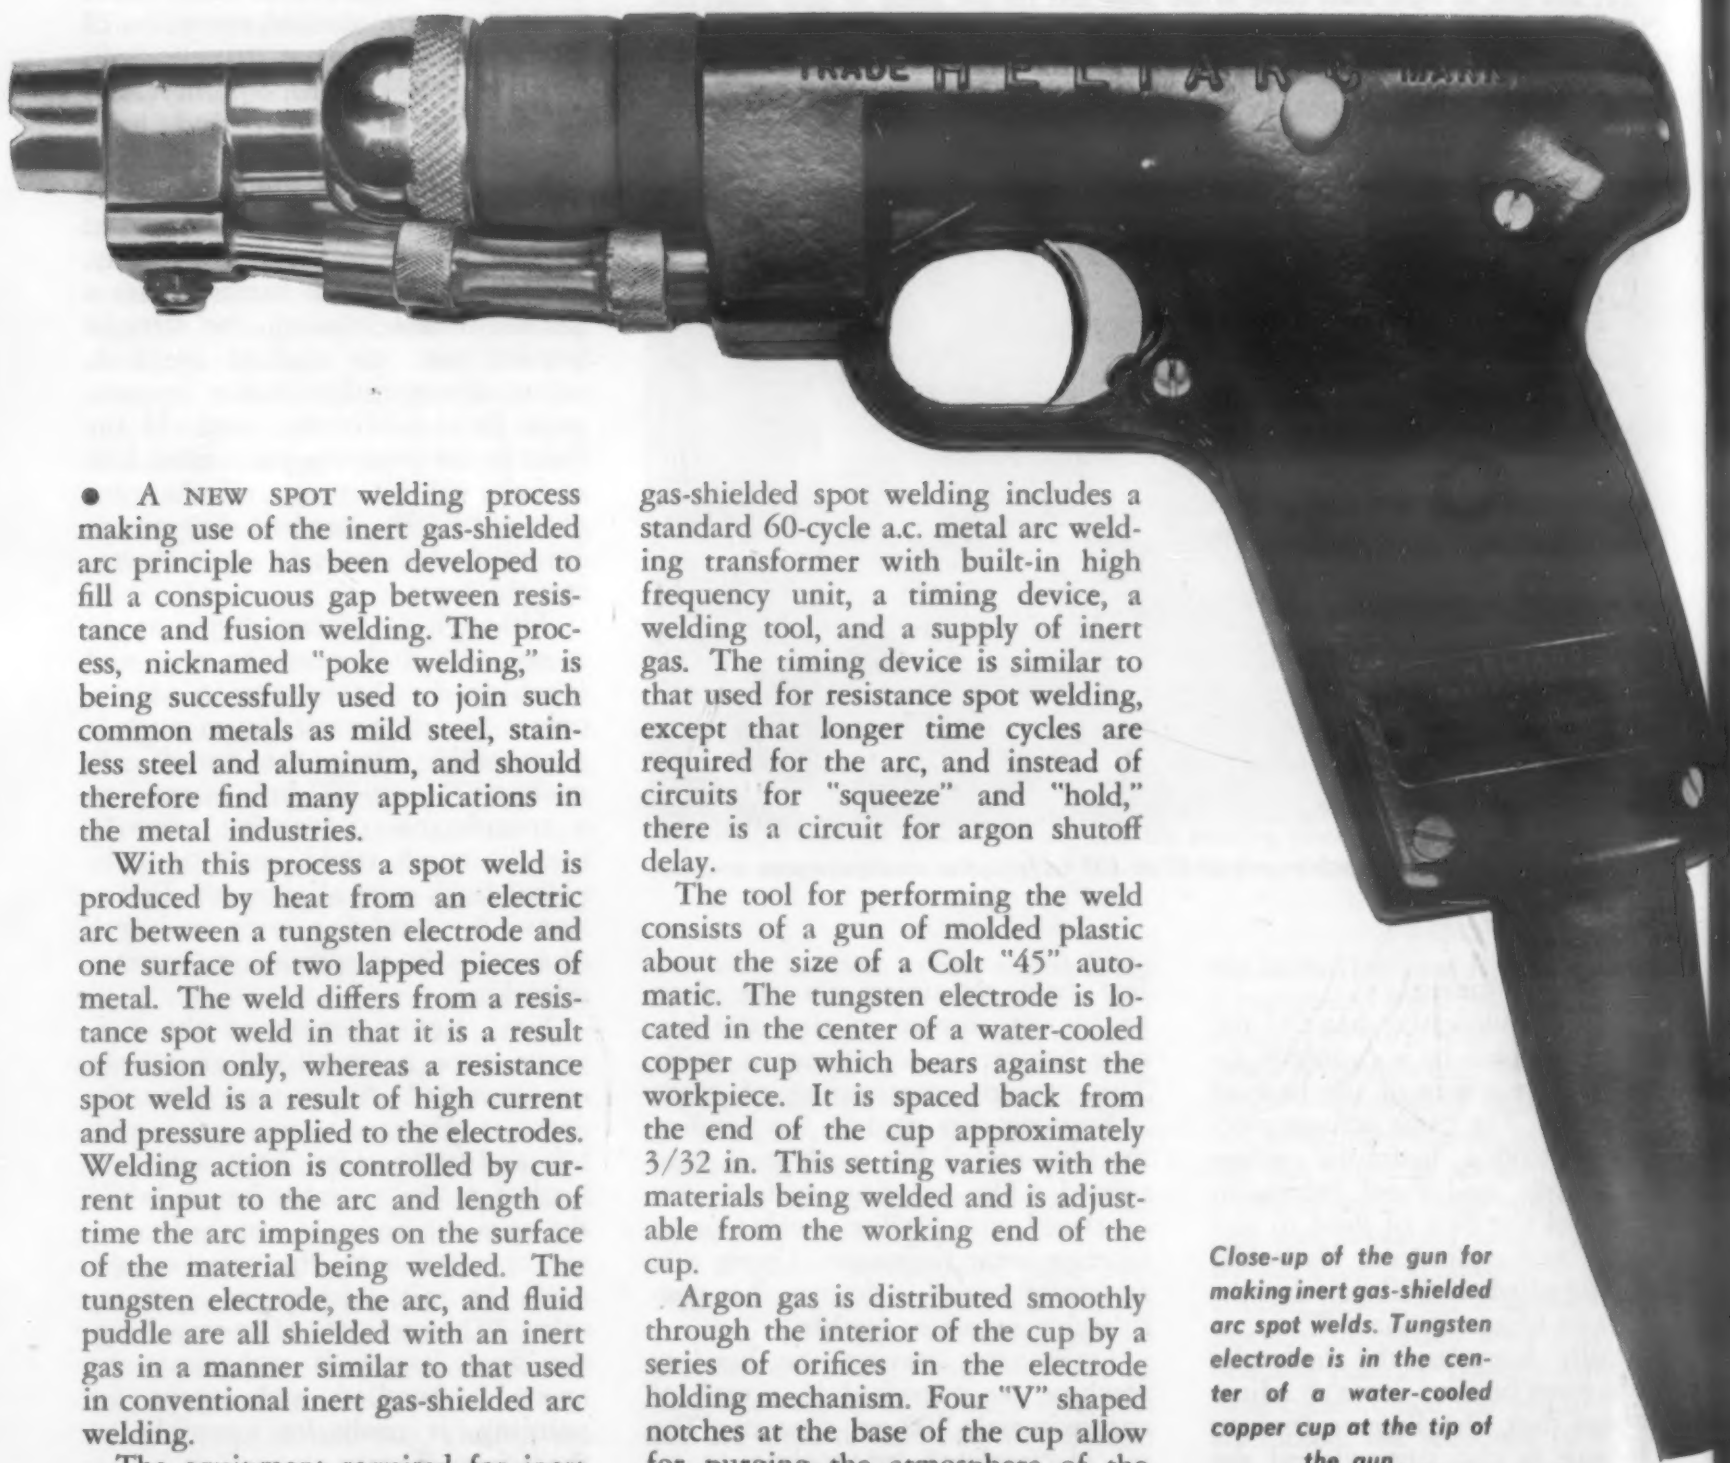 TRADE HELIARC MARK
• A NEW SPOT welding process
making use of the inert gas-shielded
arc principle has been developed to
fill a conspicuous gap between resis-
tance and fusion welding. The proc-
ess, nicknamed "poke welding," is
being successfully used to join such
common metals as mild steel, stain-
less steel and aluminum, and should
therefore find many applications in
the metal industries.
With this process a spot weld is
produced by heat from an electric
arc between a tungsten electrode and
one surface of two lapped pieces of
metal. The weld differs from a resis-
tance spot weld in that it is a result
of fusion only, whereas a resistance
spot weld is a result of high current
and pressure applied to the electrodes.
Welding action is controlled by cur-
rent input to the arc and length of
time the arc impinges on the surface
of the material being welded. The
tungsten electrode, the arc, and fluid
puddle are all shielded with an inert
gas in a manner similar to that used
in conventional inert gas-shielded arc
welding.
The equipment required for inert
gas-shielded spot welding includes a
standard 60-cycle a.c. metal arc weld-
ing transformer with built-in high
frequency unit, a timing device, a
welding tool, and a supply of inert
gas. The timing device is similar to
that used for resistance spot welding,
except that longer time cycles are
required for the arc, and instead of
circuits for "squeeze" and "hold,"
there is a circuit for argon shutoff
delay.
The tool for performing the weld
consists of a gun of molded plastic
about the size of a Colt "45" auto-
matic. The tungsten electrode is lo-
cated in the center of a water-cooled
copper cup which bears against the
workpiece. It is spaced back from
the end of the cup approximately
3/32 in. This setting varies with the
materials being welded and is adjust-
able from the working end of the
cup.
Argon gas is distributed smoothly
through the interior of the cup by a
series of orifices in the electrode
holding mechanism. Four "V" shaped
notches at the base of the cup allow
for purging the atmosphere of the
Close-up of the gun for
making inert gas-shielded
arc spot welds. Tungsten
electrode is in the cen-
ter of a water-cooled
copper cup at the tip of
the gun